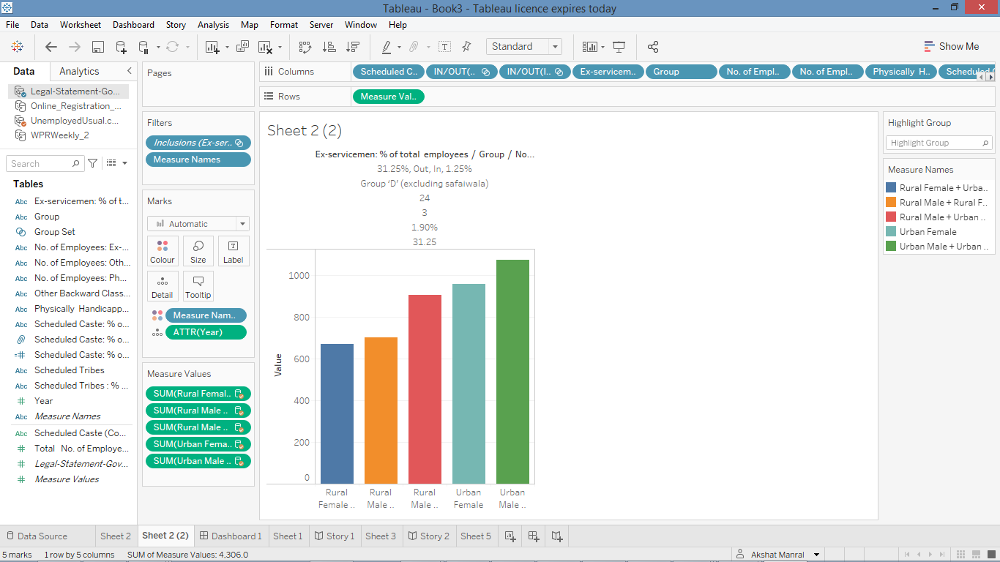 Tableau - Book3 - Tableau licence expires today
File Data Worksheet Dashboard Story Analysis Map Format Server Window Help
Standard
Show Me
Data Analytics
Legal-Statement-Go...
Online_Registration_...
UnemployedUsual.c...
WPRWeekly_2
Search
Tables
Abc Ex-servicemen: % of t...
Abc Group
Group Set
Abc No. of Employees: Ex-...
Abc No. of Employees: Oth...
Abc No. of Employees: Ph...
Abc Other Backward Class...
Abc Physically Handicapp...
Abc Scheduled Caste: % o...
Scheduled Caste: % o...
=# Scheduled Caste: % o...
Abc Scheduled Tribes
Abc Scheduled Tribes : % ...
# Year
Abc Measure Names
Abc Scheduled Caste (Co...
# Total No. of Employe...
# Legal-Statement-Gov...
# Measure Values
Pages
Filters
Inclusions (Ex-ser..
Measure Names
Marks
Automatic
Colour Size Label
Detail Tooltip
Measure Nam..
ATTR(Year)
Measure Values
SUM(Rural Femal..
SUM(Rural Male ..
SUM(Rural Male ..
SUM(Urban Fema..
SUM(Urban Male ..
Columns Scheduled C.. IN/OUT(.. IN/OUT(I.. Ex-servicem.. Group No. of Empl.. No. of Empl.. Physically H..
Rows Measure Val..
Sheet 2 (2)
Ex-servicemen: % of total employees / Group / No...
31.25%, Out, In, 1.25%
Group ‘D’ (excluding safaiwala)
24
3
1.90%
31.25
Value
1000
800
600
400
200
0
Rural Female .. Rural Male .. Rural Male .. Urban Female Urban Male ..
Highlight Group
Highlight Group
Measure Names
Rural Female + Urba..
Rural Male + Rural F..
Rural Male + Urban ..
Urban Female
Urban Male + Urban ..
Data Source Sheet 2 Sheet 2 (2) Dashboard 1 Sheet 1 Story 1 Sheet 3 Story 2 Sheet 5
5 marks 1 row by 5 columns SUM of Measure Values: 4,306.0 Akshat Manral